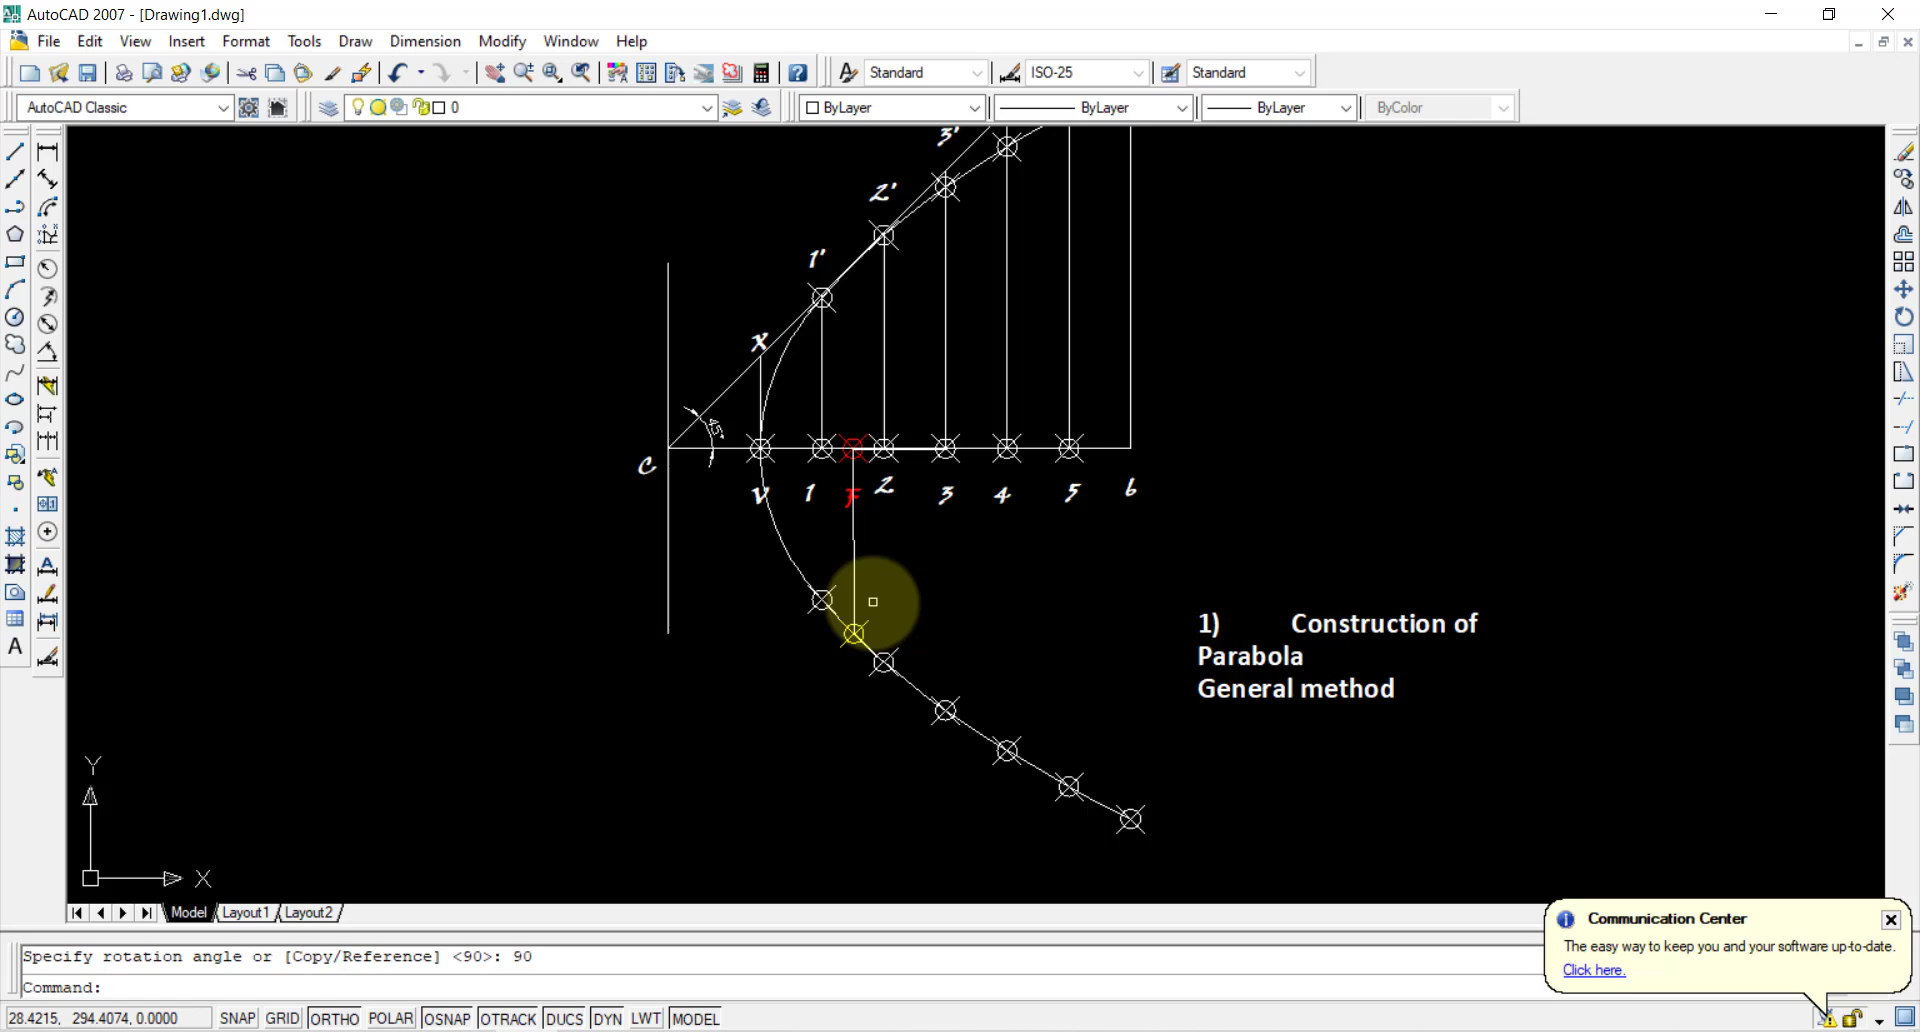 AutoCAD 2007 - [Drawing1.dwg]
File Edit View Insert Format Tools Draw Dimension Modify Window Help
Standard ISO-25 Standard
AutoCAD Classic 0 ByLayer ByLayer ByLayer ByColor
3'
2'
1'
X
45°
C
V 1 F 2 3 4 5 6
1) Construction of
Parabola
General method
Y
X
Model Layout1 Layout2
Communication Center
The easy way to keep you and your software up-to-date.
Click here.
Specify rotation angle or [Copy/Reference] <90>: 90
Command:
28.4215, 294.4074, 0.0000 SNAP GRID ORTHO POLAR OSNAP OTRACK DUCS DYN LWT MODEL